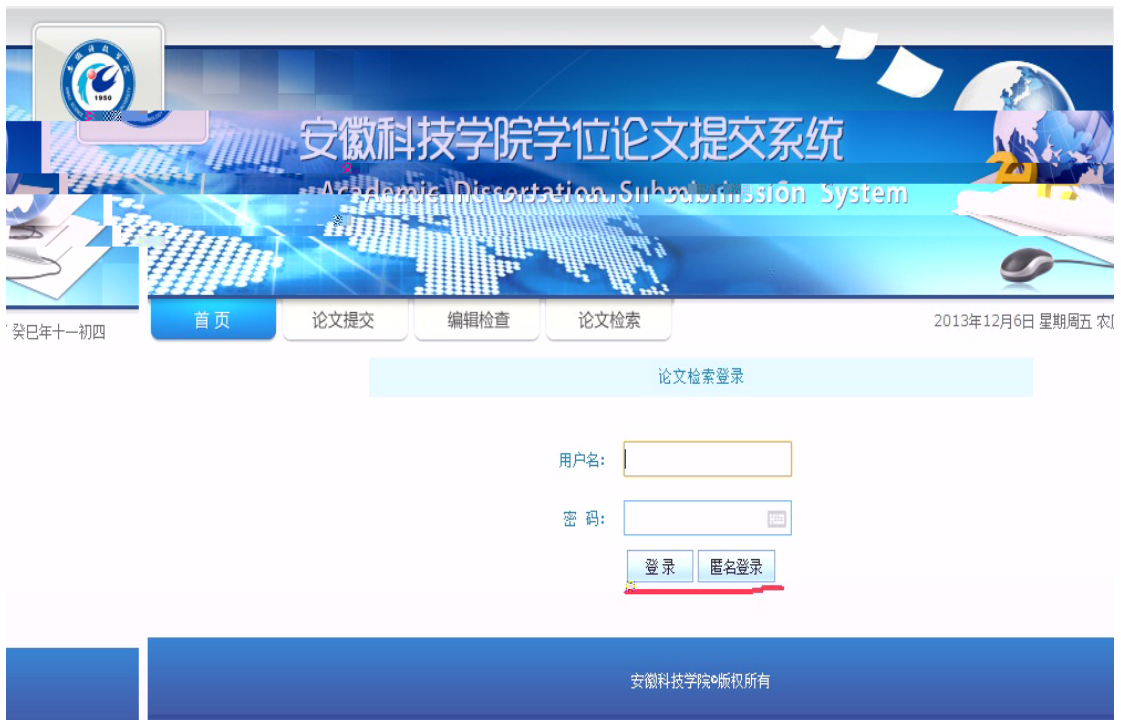 1950
安徽科技学院学位论文提交系统
Academic Dissertation Submission System
首页
论文提交
编辑检查
论文检索
2013年12月6日 星期周五 农
癸巳年十一初四
论文检索登录
用户名:
密 码:
登录
匿名登录
安徽科技学院©版权所有